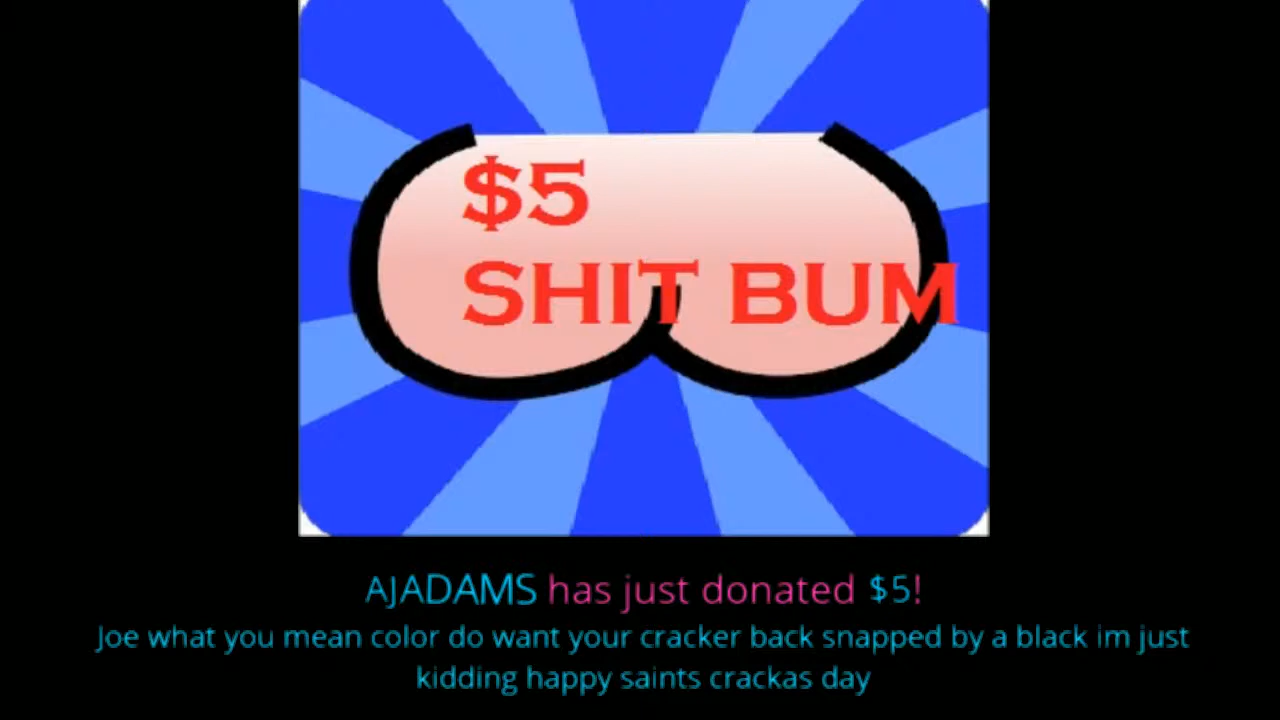 $5
SHIT BUM
AJADAMS has just donated $5!
Joe what you mean color do want your cracker back snapped by a black im just
kidding happy saints crackas day